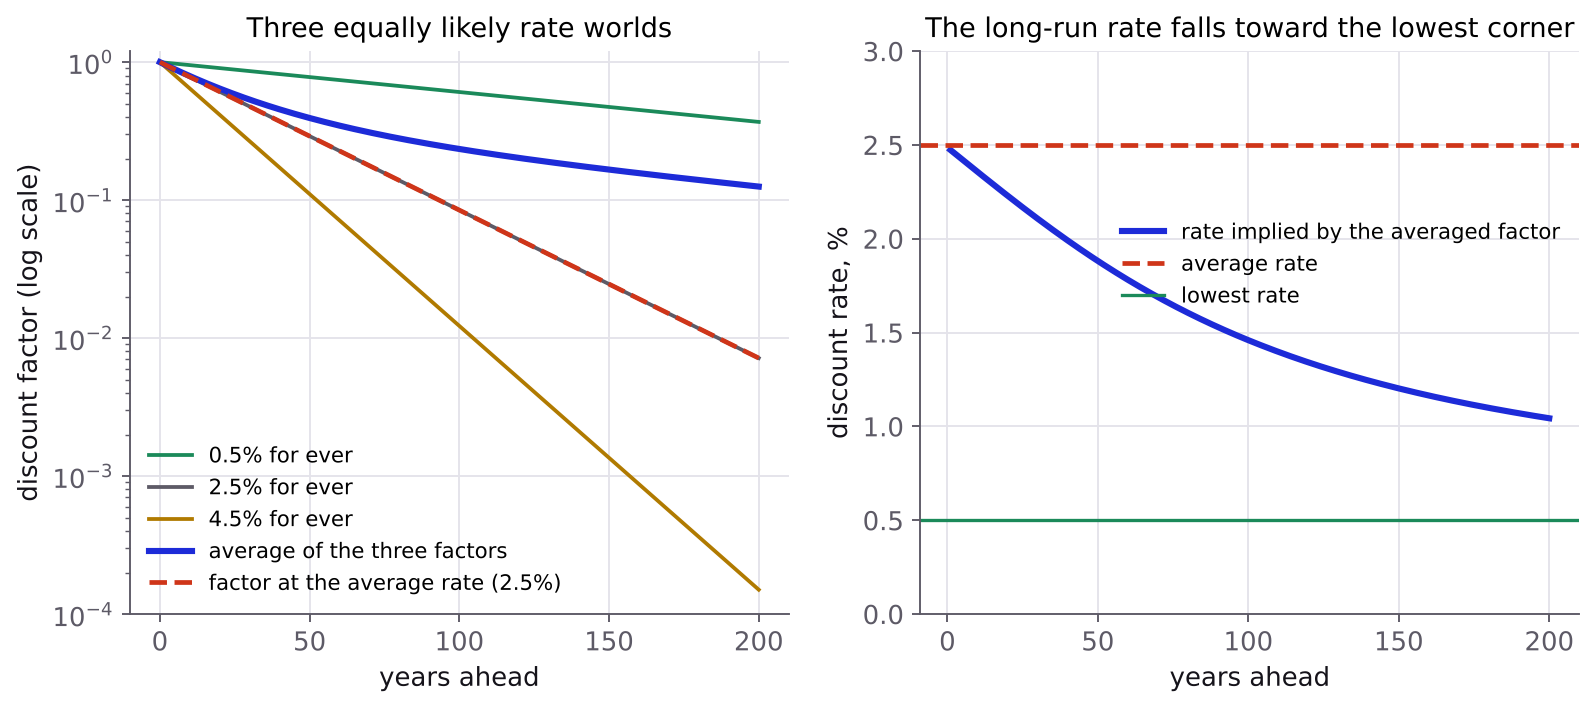 Three equally likely rate worlds
discount factor (log scale)
10⁰
10⁻¹
10⁻²
10⁻³
10⁻⁴
0.5% for ever
2.5% for ever
4.5% for ever
average of the three factors
factor at the average rate (2.5%)
0 50 100 150 200
years ahead
The long-run rate falls toward the lowest corner
discount rate, %
3.0
2.5
2.0
1.5
1.0
0.5
0.0
rate implied by the averaged factor
average rate
lowest rate
0 50 100 150 200
years ahead